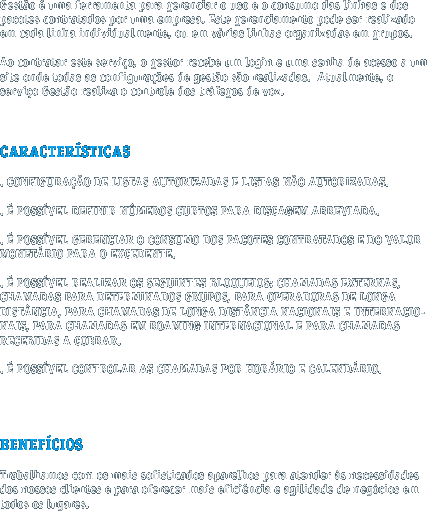 Gestão é uma ferramenta para gerenciar o uso e o consumo das linhas e dos
pacotes contratados por uma empresa. Este gerenciamento pode ser realizado
em cada linha individualmente, ou em várias linhas organizadas em grupos.
Ao contratar este serviço, o gestor recebe um login e uma senha de acesso a um
site onde todas as configurações de gestão são realizadas. Atualmente, o
serviço Gestão realiza o controle dos tráfegos de voz.
CARACTERÍSTICAS
. CONFIGURAÇÃO DE LISTAS AUTORIZADAS E LISTAS NÃO AUTORIZADAS.
. É POSSÍVEL DEFINIR NÚMEROS CURTOS PARA DISCAGEM ABREVIADA.
. É POSSÍVEL GERENCIAR O CONSUMO DOS PACOTES CONTRATADOS E DO VALOR
MONETÁRIO PARA O EXCEDENTE.
. É POSSÍVEL REALIZAR OS SEGUINTES BLOQUEIOS: CHAMADAS EXTERNAS,
CHAMADAS PARA DETERMINADOS GRUPOS, PARA OPERADORAS DE LONGA
DISTÂNCIA, PARA CHAMADAS DE LONGA DISTÂNCIA NACIONAIS E INTERNACIO-
NAIS, PARA CHAMADAS EM ROAMING INTERNACIONAL E PARA CHAMADAS
RECEBIDAS A COBRAR.
. É POSSÍVEL CONTROLAR AS CHAMADAS POR HORÁRIO E CALENDÁRIO.
BENEFÍCIOS
Trabalhamos com os mais sofisticados aparelhos para atender às necessidades
dos nossos clientes e para oferecer mais eficiência e agilidade de negócios em
todos os lugares.